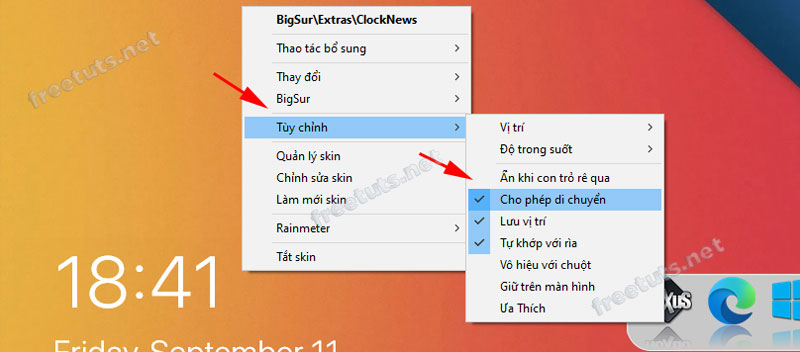 BigSur\Extras\ClockNews
Thao tác bổ sung
Thay đổi
BigSur
Tùy chỉnh
Quản lý skin
Chỉnh sửa skin
Làm mới skin
Rainmeter
Tắt skin
Vị trí
Độ trong suốt
Ẩn khi con trỏ rê qua
Cho phép di chuyển
Lưu vị trí
Tự khớp với rìa
Vô hiệu với chuột
Giữ trên màn hình
Ưa Thích
18:41
Friday, September 11
freetuts.net
freetuts.net
freetuts.net